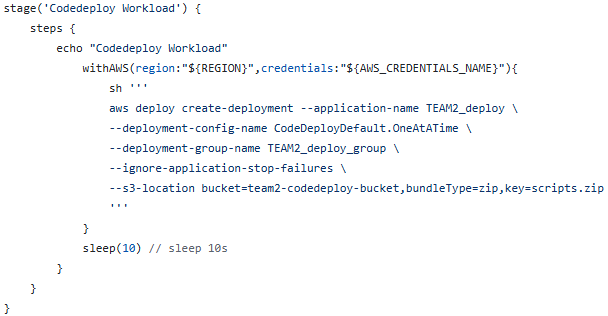 stage('Codedeploy Workload') {
    steps {
        echo "Codedeploy Workload"
            withAWS(region:"${REGION}",credentials:"${AWS_CREDENTIALS_NAME}"){
                sh '''
                aws deploy create-deployment --application-name TEAM2_deploy \
                --deployment-config-name CodeDeployDefault.OneAtATime \
                --deployment-group-name TEAM2_deploy_group \
                --ignore-application-stop-failures \
                --s3-location bucket=team2-codedeploy-bucket,bundleType=zip,key=scripts.zip
                '''
            }
            sleep(10) // sleep 10s
        }
    }
}